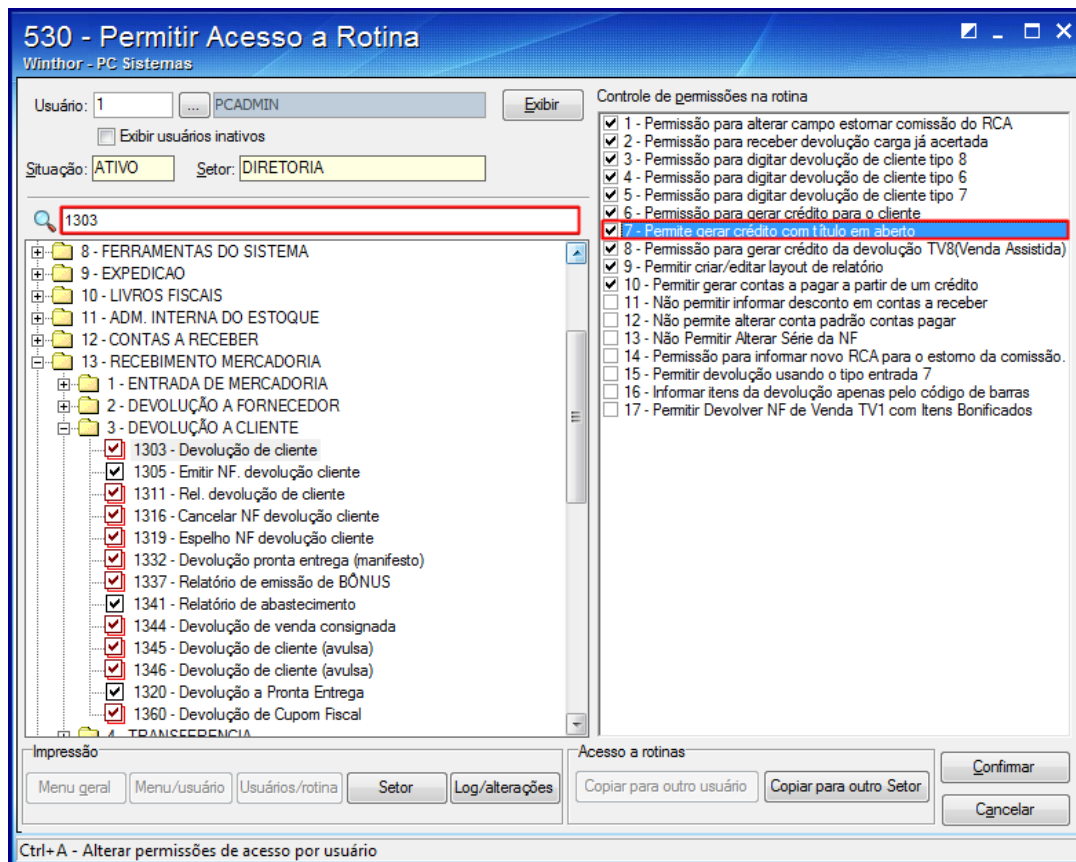 530 - Permitir Acesso a Rotina
Winthor - PC Sistemas
Usuário: 1 ... PCADMIN Exibir
Exibir usuários inativos
Situação: ATIVO Setor: DIRETORIA
1303
8 - FERRAMENTAS DO SISTEMA
9 - EXPEDICAO
10 - LIVROS FISCAIS
11 - ADM. INTERNA DO ESTOQUE
12 - CONTAS A RECEBER
13 - RECEBIMENTO MERCADORIA
1 - ENTRADA DE MERCADORIA
2 - DEVOLUÇÃO A FORNECEDOR
3 - DEVOLUÇÃO A CLIENTE
1303 - Devolução de cliente
1305 - Emitir NF. devolução cliente
1311 - Rel. devolução de cliente
1316 - Cancelar NF devolução cliente
1319 - Espelho NF devolução cliente
1332 - Devolução pronta entrega (manifesto)
1337 - Relatório de emissão de BÔNUS
1341 - Relatório de abastecimento
1344 - Devolução de venda consignada
1345 - Devolução de cliente (avulsa)
1346 - Devolução de cliente (avulsa)
1320 - Devolução a Pronta Entrega
1360 - Devolução de Cupom Fiscal
4 - TRANSFERENCIA
Controle de permissões na rotina
1 - Permissão para alterar campo estornar comissão do RCA
2 - Permissão para receber devolução carga já acertada
3 - Permissão para digitar devolução de cliente tipo 8
4 - Permissão para digitar devolução de cliente tipo 6
5 - Permissão para digitar devolução de cliente tipo 7
6 - Permissão para gerar crédito para o cliente
7 - Permite gerar crédito com título em aberto
8 - Permissão para gerar crédito da devolução TV8(Venda Assistida)
9 - Permitir criar/editar layout de relatório
10 - Permitir gerar contas a pagar a partir de um crédito
11 - Não permitir informar desconto em contas a receber
12 - Não permite alterar conta padrão contas pagar
13 - Não Permitir Alterar Série da NF
14 - Permissão para informar novo RCA para o estorno da comissão.
15 - Permitir devolução usando o tipo entrada 7
16 - Informar itens da devolução apenas pelo código de barras
17 - Permitir Devolver NF de Venda TV1 com Itens Bonificados
Impressão
Menu geral Menu/usuário Usuários/rotina Setor Log/alterações
Acesso a rotinas
Copiar para outro usuário Copiar para outro Setor
Confirmar
Cancelar
Ctrl+A - Alterar permissões de acesso por usuário